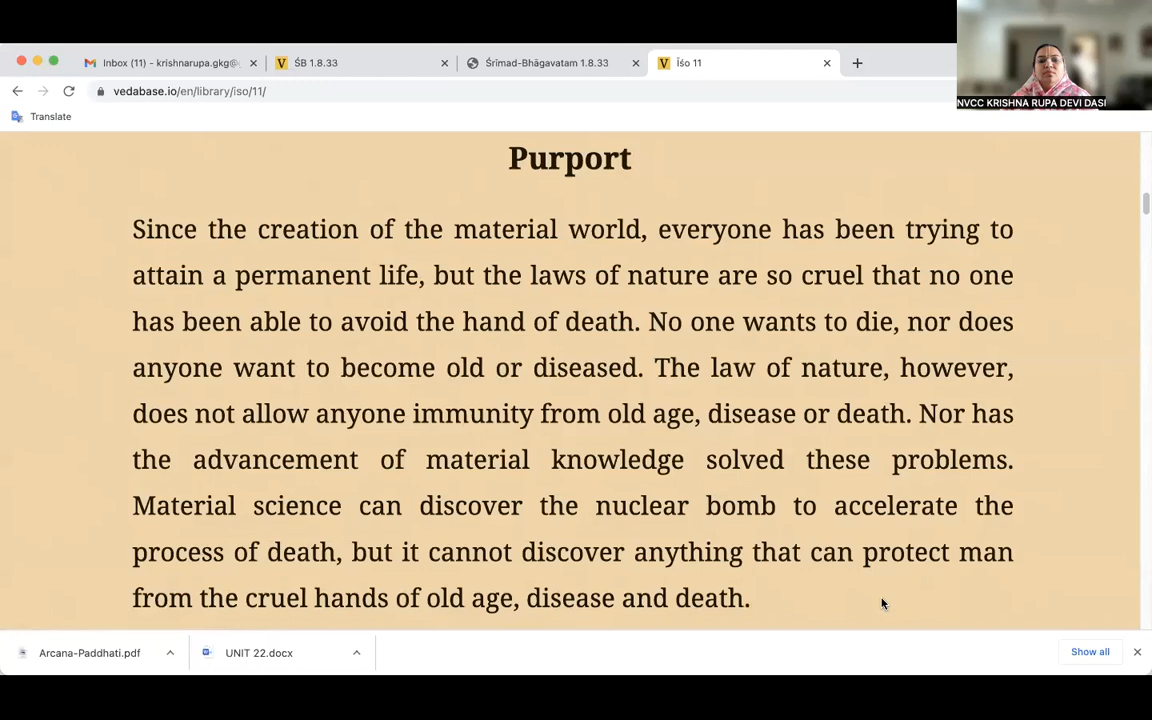 Inbox (11) - krishnarupa.gkg@
ŚB 1.8.33
Śrīmad-Bhāgavatam 1.8.33
Īśo 11
vedabase.io/en/library/iso/11/
Translate
NVCC KRISHNA RUPA DEVI DASI
Purport
Since the creation of the material world, everyone has been trying to
attain a permanent life, but the laws of nature are so cruel that no one
has been able to avoid the hand of death. No one wants to die, nor does
anyone want to become old or diseased. The law of nature, however,
does not allow anyone immunity from old age, disease or death. Nor has
the advancement of material knowledge solved these problems.
Material science can discover the nuclear bomb to accelerate the
process of death, but it cannot discover anything that can protect man
from the cruel hands of old age, disease and death.
Arcana-Paddhati.pdf
UNIT 22.docx
Show all